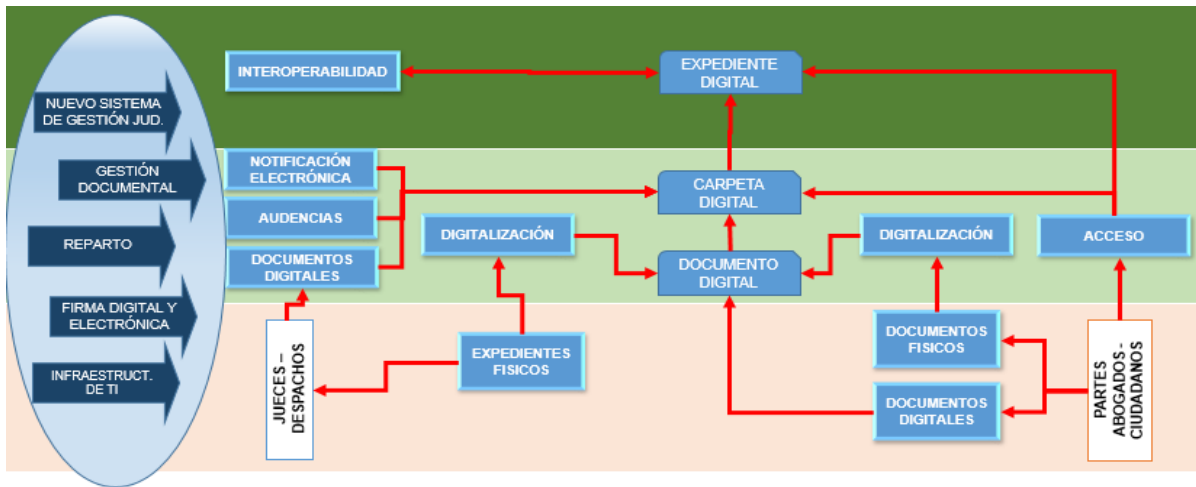 NUEVO SISTEMA
DE GESTIÓN JUD.
GESTIÓN
DOCUMENTAL
REPARTO
FIRMA DIGITAL Y
ELECTRÓNICA
INFRAESTRUCT.
DE TI
INTEROPERABILIDAD
EXPEDIENTE
DIGITAL
NOTIFICACIÓN
ELECTRÓNICA
AUDENCIAS
DOCUMENTOS
DIGITALES
DIGITALIZACIÓN
CARPETA
DIGITAL
DOCUMENTO
DIGITAL
DIGITALIZACIÓN
ACCESO
JUECES –
DESPACHOS
EXPEDIENTES
FISICOS
DOCUMENTOS
FISICOS
DOCUMENTOS
DIGITALES
PARTES
ABOGADOS -
CIUDADANOS